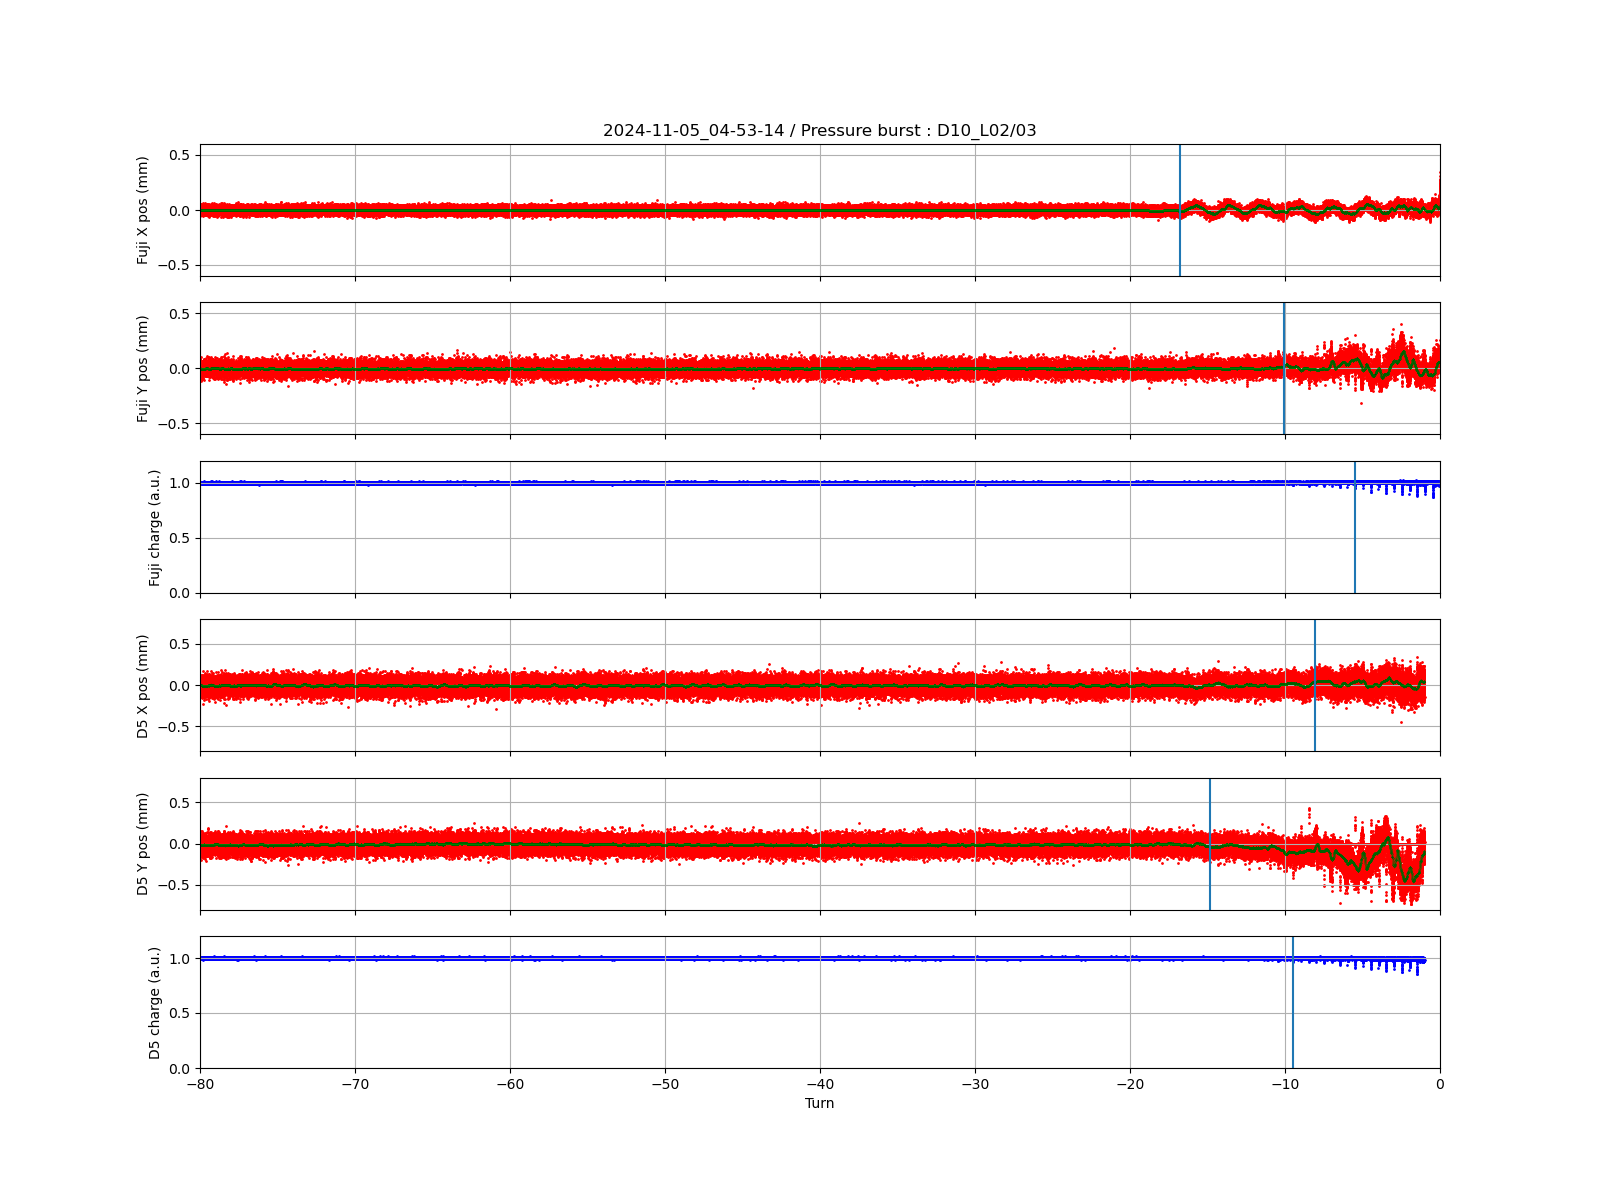 2024-11-05_04-53-14 / Pressure burst : D10_L02/03
Fuji X pos (mm)
0.5
0.0
−0.5
Fuji Y pos (mm)
0.5
0.0
−0.5
Fuji charge (a.u.)
1.0
0.5
0.0
D5 X pos (mm)
0.5
0.0
−0.5
D5 Y pos (mm)
0.5
0.0
−0.5
D5 charge (a.u.)
1.0
0.5
0.0
−80 −70 −60 −50 −40 −30 −20 −10 0
Turn